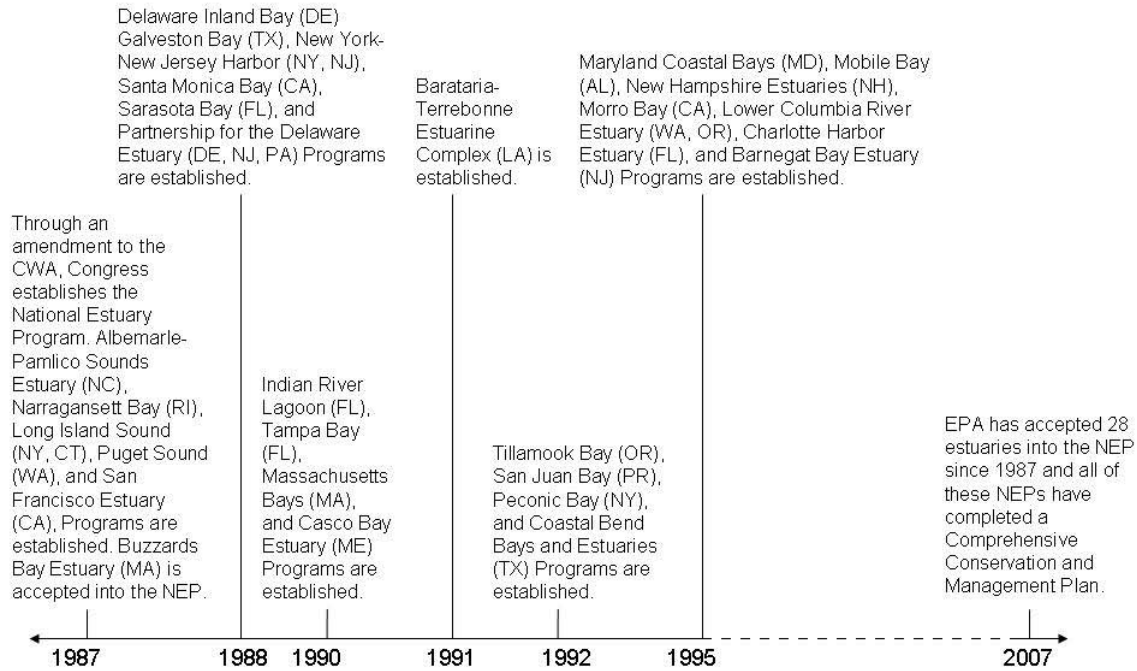 Delaware Inland Bay (DE)
Galveston Bay (TX), New York-
New Jersey Harbor (NY, NJ),
Santa Monica Bay (CA),
Sarasota Bay (FL), and
Partnership for the Delaware
Estuary (DE, NJ, PA) Programs
are established.
Barataria-
Terrebonne
Estuarine
Complex (LA) is
established.
Maryland Coastal Bays (MD), Mobile Bay
(AL), New Hampshire Estuaries (NH),
Morro Bay (CA), Lower Columbia River
Estuary (WA, OR), Charlotte Harbor
Estuary (FL), and Barnegat Bay Estuary
(NJ) Programs are established.
Through an
amendment to the
CWA, Congress
establishes the
National Estuary
Program. Albemarle-
Pamlico Sounds
Estuary (NC),
Narragansett Bay (RI),
Long Island Sound
(NY, CT), Puget Sound
(WA), and San
Francisco Estuary
(CA), Programs are
established. Buzzards
Bay Estuary (MA) is
accepted into the NEP.
Indian River
Lagoon (FL),
Tampa Bay
(FL),
Massachusetts
Bays (MA),
and Casco Bay
Estuary (ME)
Programs are
established.
Tillamook Bay (OR),
San Juan Bay (PR),
Peconic Bay (NY),
and Coastal Bend
Bays and Estuaries
(TX) Programs are
established.
EPA has accepted 28
estuaries into the NEP
since 1987 and all of
these NEPs have
completed a
Comprehensive
Conservation and
Management Plan.
1987
1988
1990
1991
1992
1995
2007